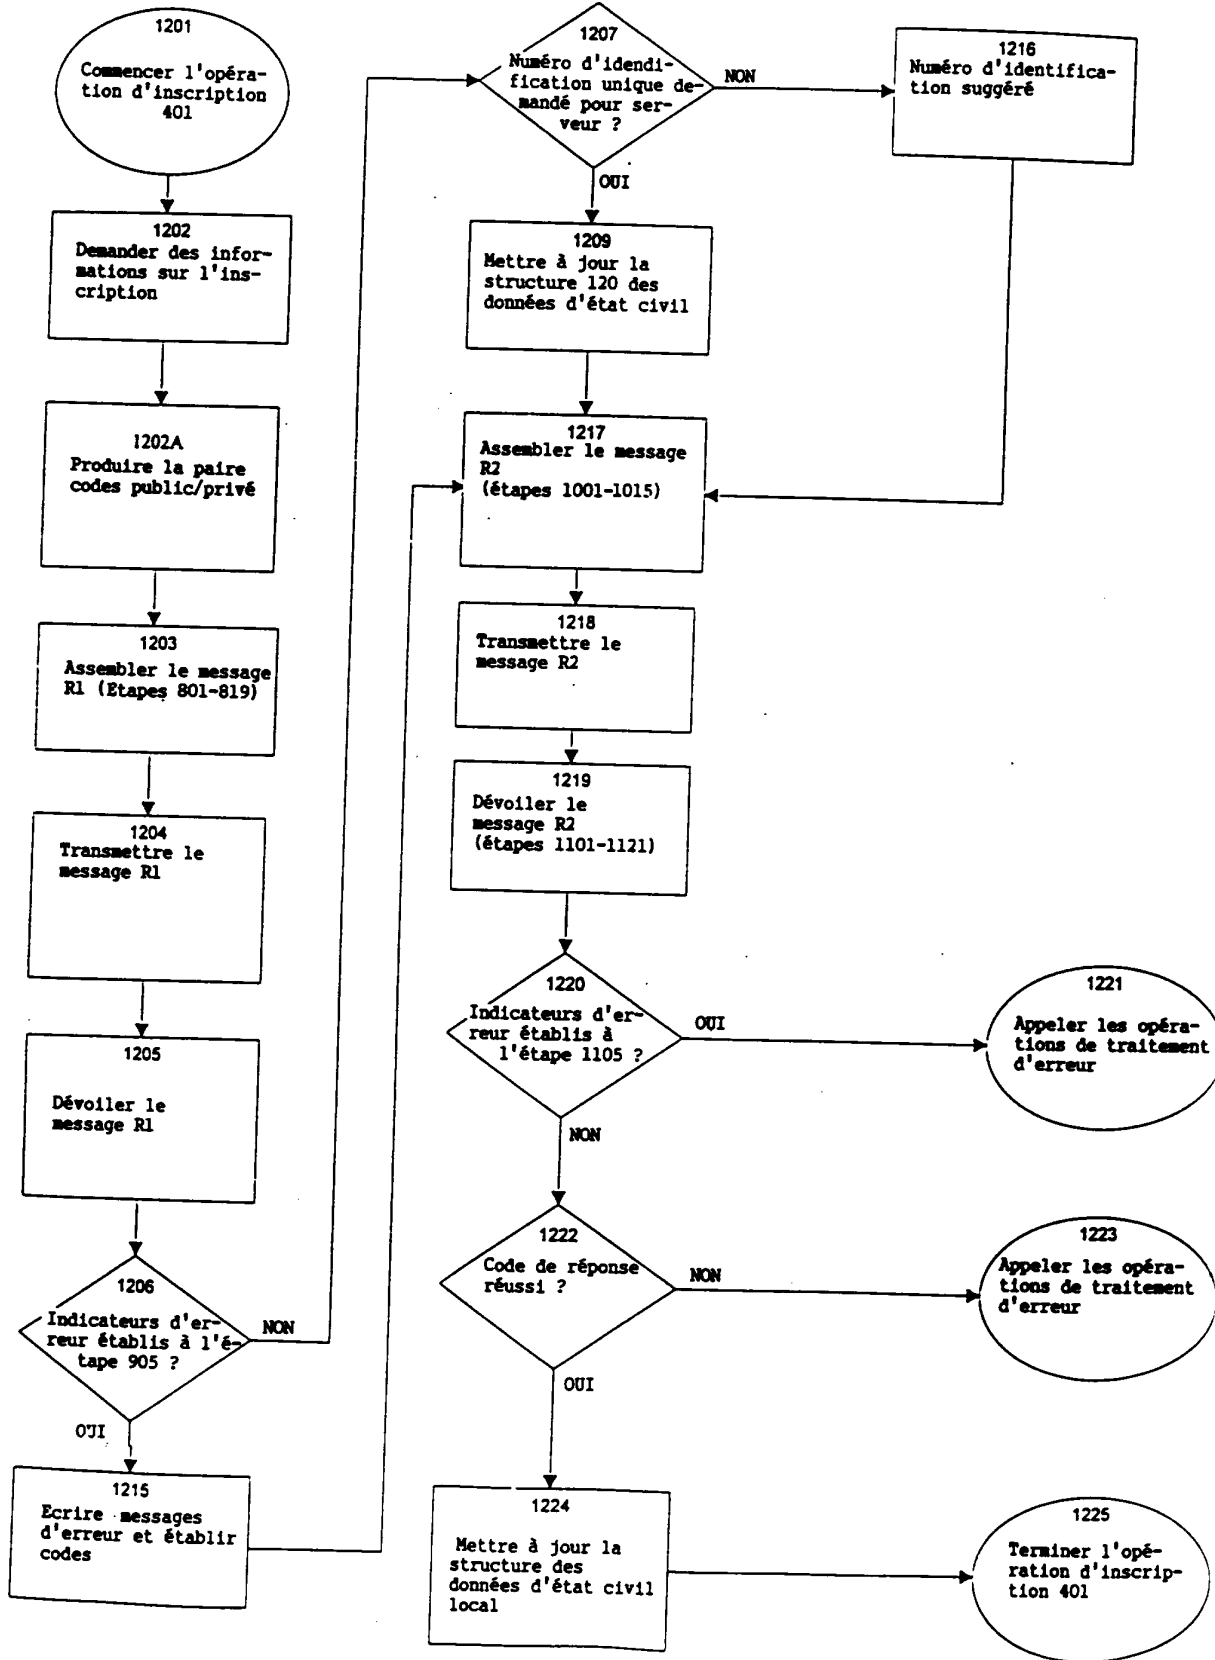 1201
Commencer l'opéra-
tion d'inscription
401
1202
Demander des infor-
mations sur l'ins-
cription
1202A
Produire la paire
codes public/privé
1203
Assembler le message
R1 (Etapes 801-819)
1204
Transmettre le
message R1
1205
Dévoiler le
message R1
1206
Indicateurs d'er-
reur établis à l'é-
tape 905 ?
NON
OUI
1215
Ecrire messages
d'erreur et établir
codes
1207
Numéro d'idendi-
fication unique de-
mandé pour ser-
veur ?
NON
OUI
1216
Numéro d'identifica-
tion suggéré
1209
Mettre à jour la
structure 120 des
données d'état civil
1217
Assembler le message
R2
(étapes 1001-1015)
1218
Transmettre le
message R2
1219
Dévoiler le
message R2
(étapes 1101-1121)
1220
Indicateurs d'er-
reur établis à
l'étape 1105 ?
OUI
NON
1221
Appeler les opéra-
tions de traitement
d'erreur
1222
Code de réponse
réussi ?
NON
OUI
1223
Appeler les opéra-
tions de traitement
d'erreur
1224
Mettre à jour la
structure des
données d'état civil
local
1225
Terminer l'opé-
ration d'inscrip-
tion 401